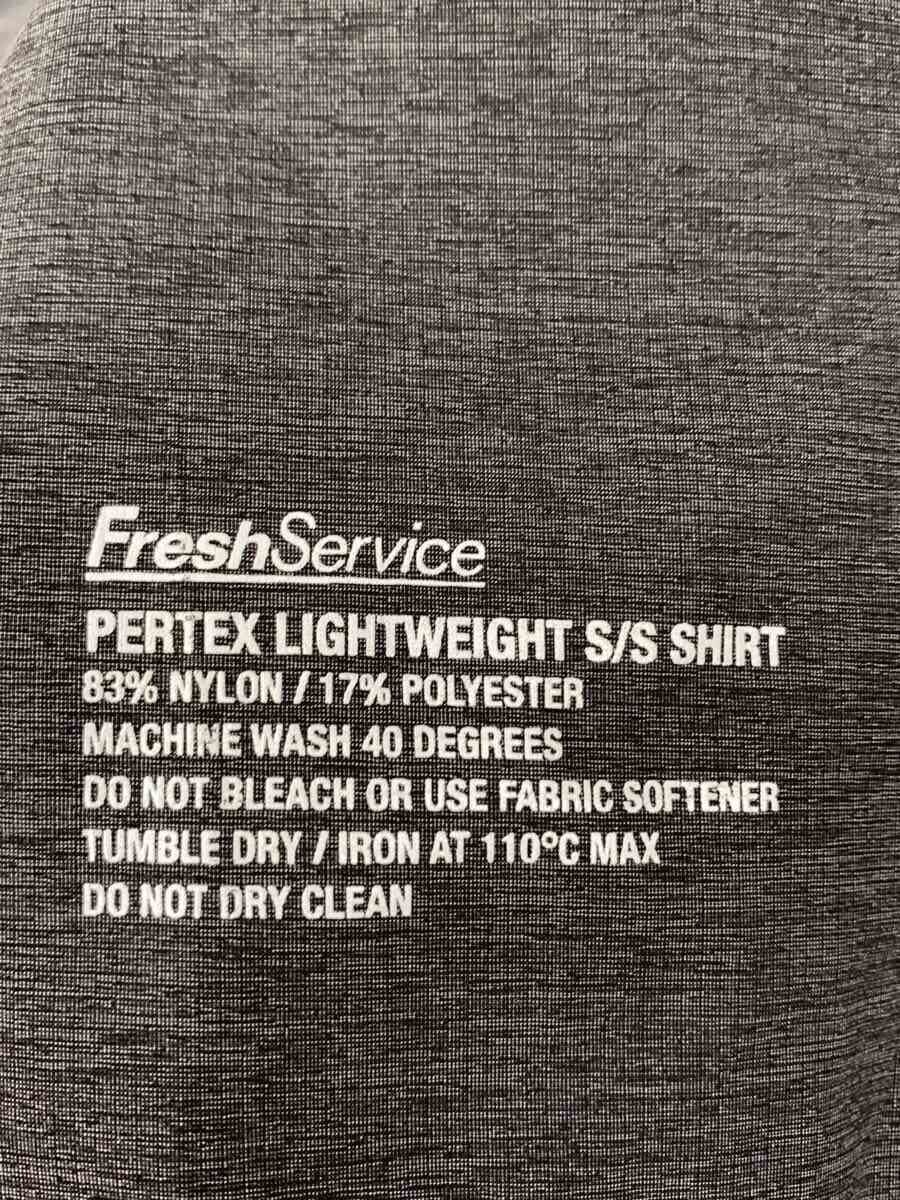 FreshService
PERTEX LIGHTWEIGHT S/S SHIRT
83% NYLON / 17% POLYESTER
MACHINE WASH 40 DEGREES
DO NOT BLEACH OR USE FABRIC SOFTENER
TUMBLE DRY / IRON AT 110°C MAX
DO NOT DRY CLEAN